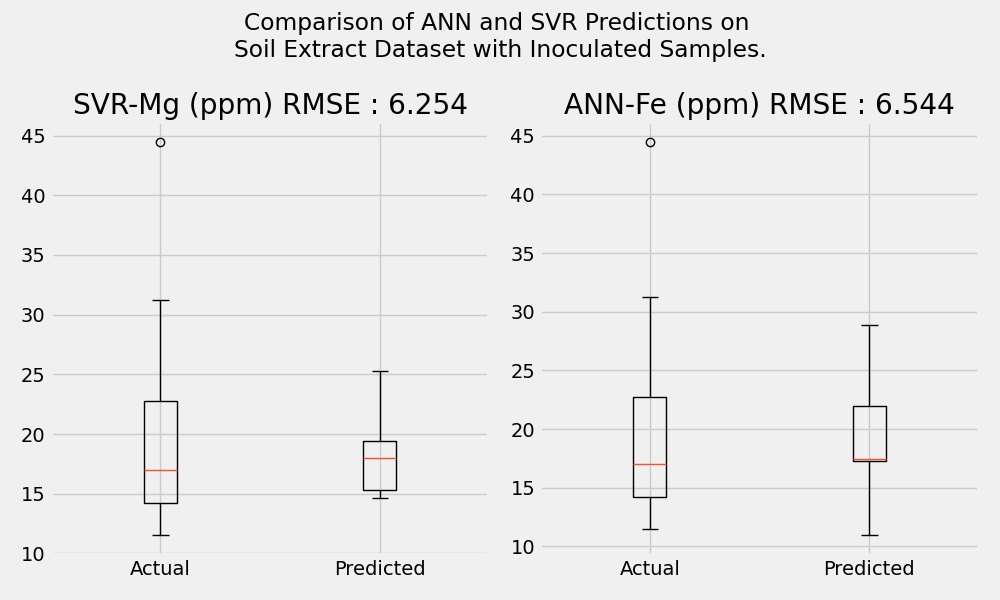 Comparison of ANN and SVR Predictions on
Soil Extract Dataset with Inoculated Samples.
SVR-Mg (ppm) RMSE : 6.254
45
40
35
30
25
20
15
10
Actual
Predicted
ANN-Fe (ppm) RMSE : 6.544
45
40
35
30
25
20
15
10
Actual
Predicted